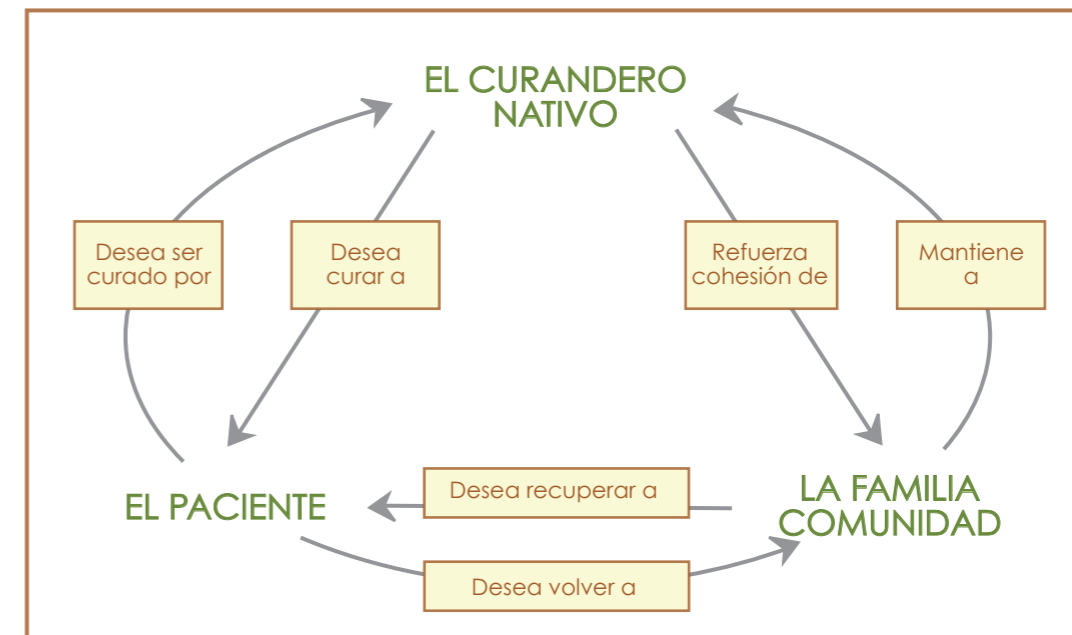 EL CURANDERO
NATIVO
Desea ser
curado por
Desea
curar a
Refuerza
cohesión de
Mantiene
a
EL PACIENTE
Desea recuperar a
LA FAMILIA
COMUNIDAD
Desea volver a